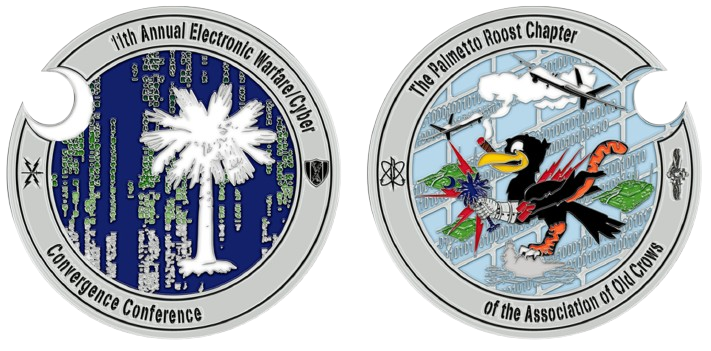 11th Annual Electronic Warfare/Cyber
Convergence Conference
The Palmetto Roost Chapter
of the Association of Old Crows